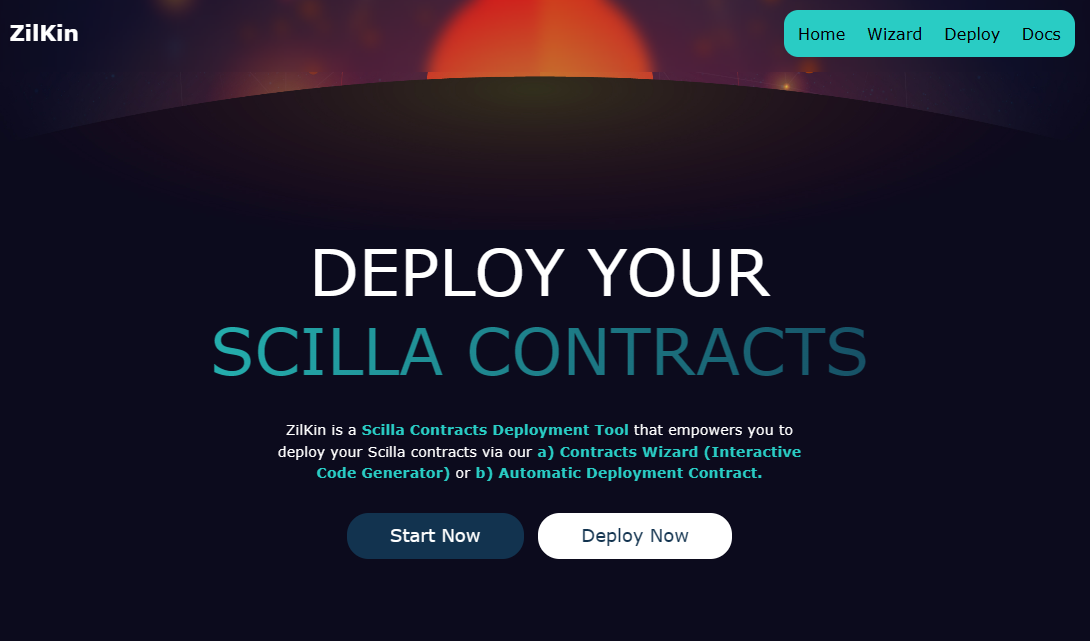 ZilKin
Home Wizard Deploy Docs
DEPLOY YOUR
SCILLA CONTRACTS
ZilKin is a Scilla Contracts Deployment Tool that empowers you to
deploy your Scilla contracts via our a) Contracts Wizard (Interactive
Code Generator) or b) Automatic Deployment Contract.
Start Now Deploy Now